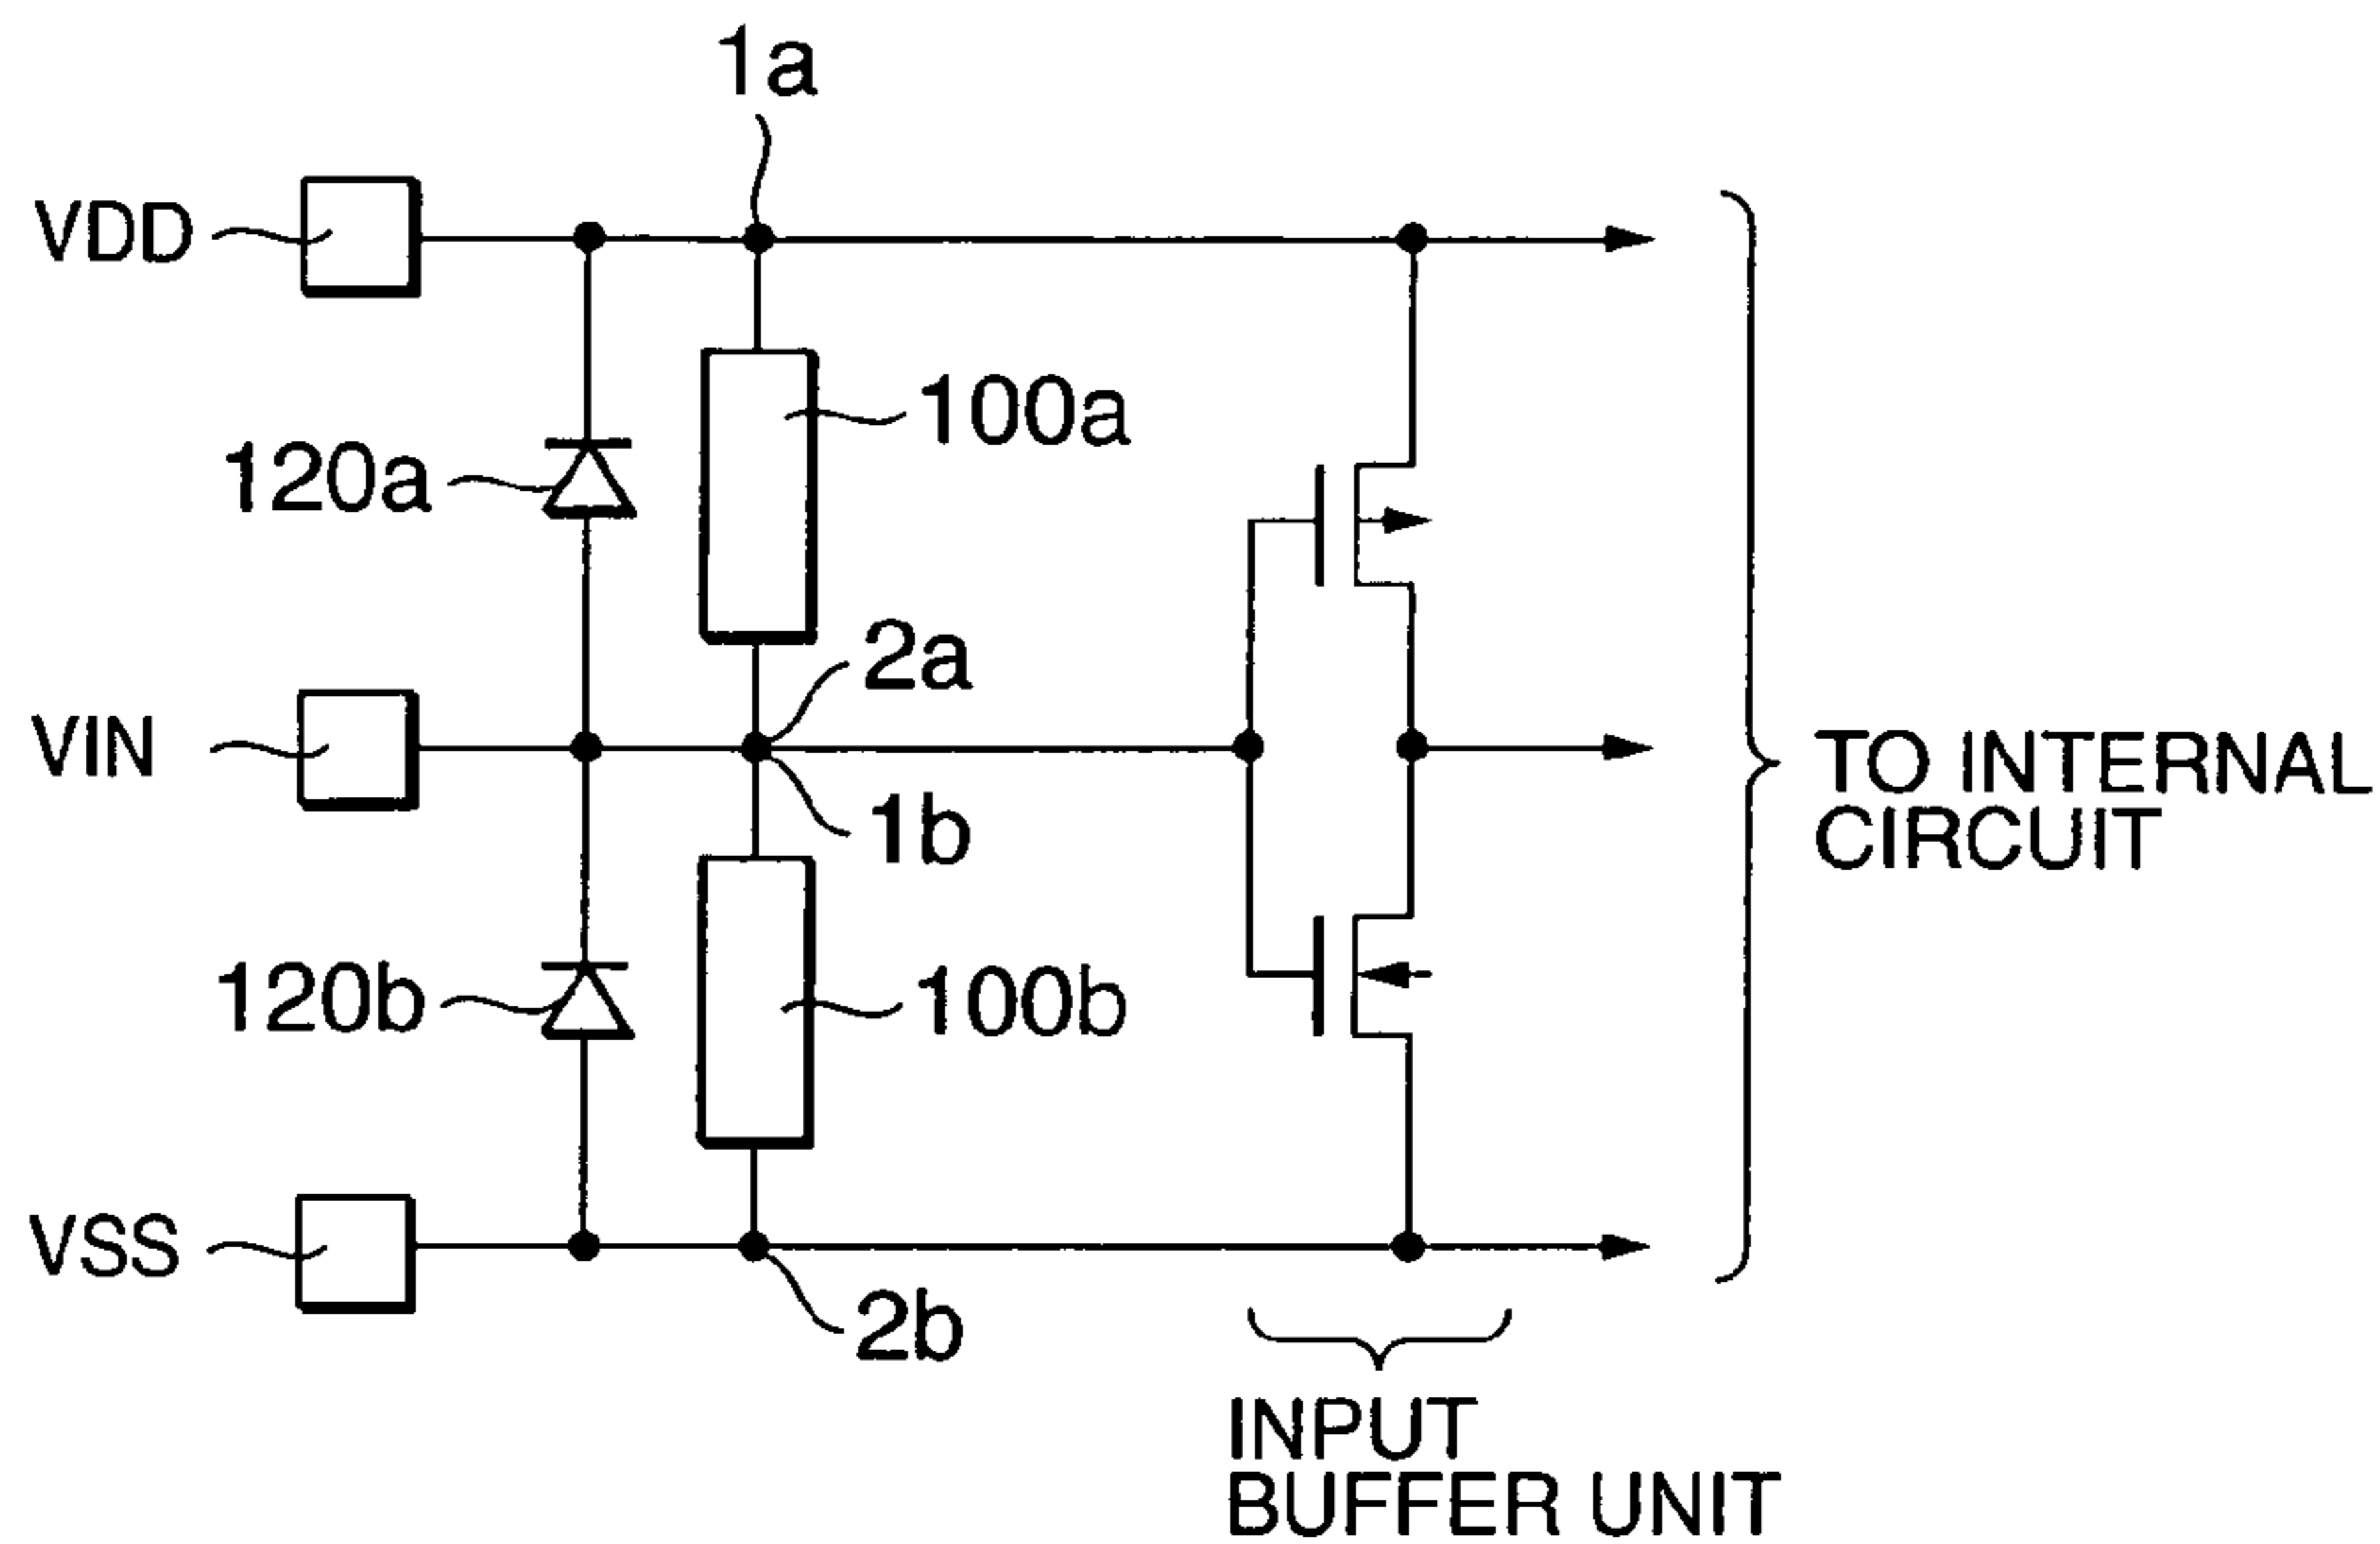 1a
VDD
100a
120a
2a
VIN
1b
TO INTERNAL
CIRCUIT
120b
100b
VSS
2b
INPUT
BUFFER UNIT